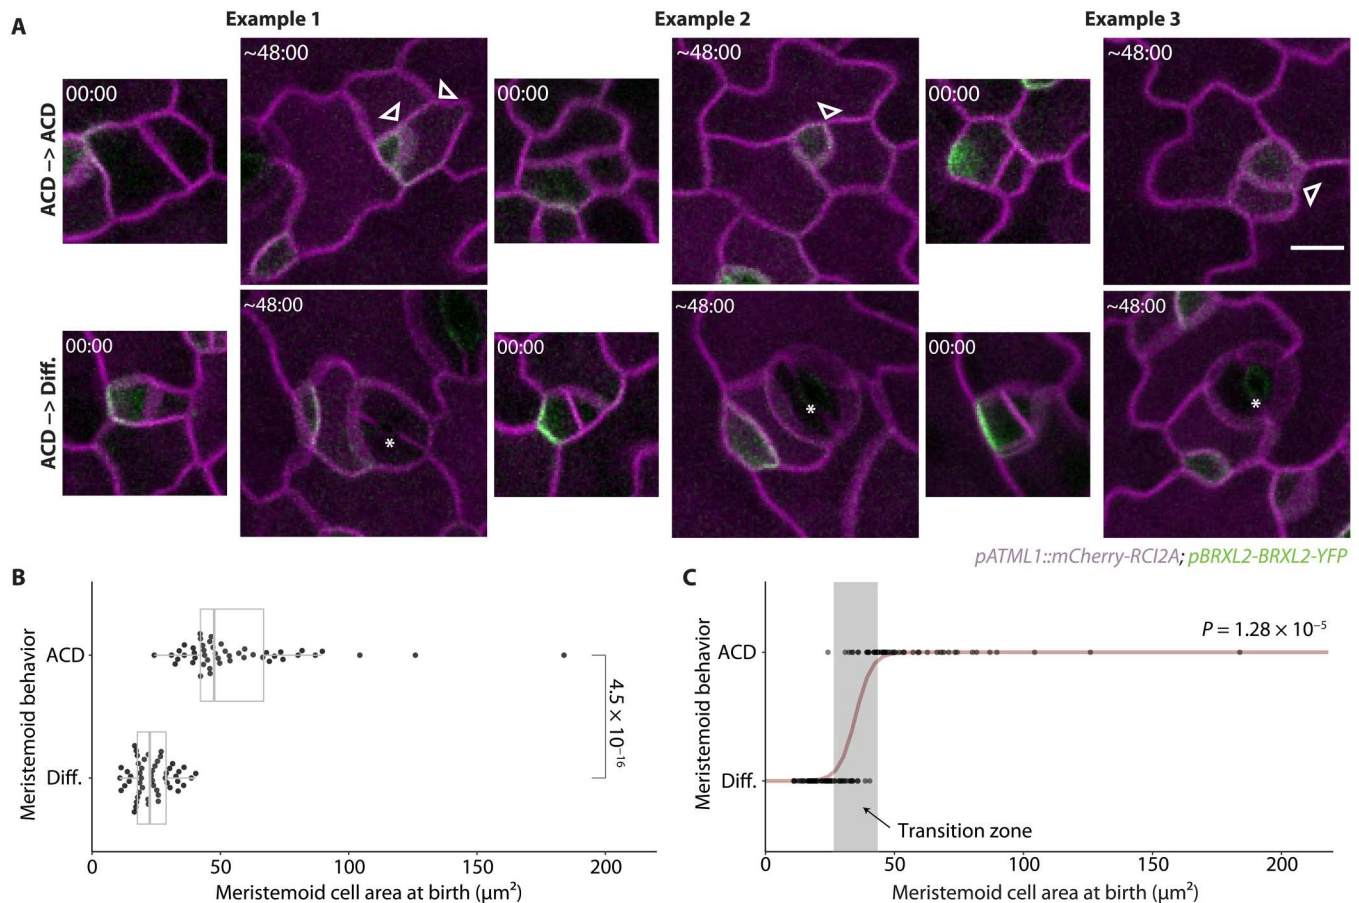 A
Example 1
Example 2
Example 3
ACD –> ACD
00:00
~48:00
00:00
~48:00
00:00
~48:00
ACD –> Diff.
00:00
~48:00
*
00:00
~48:00
*
00:00
~48:00
*
pATML1::mCherry-RCI2A; pBRXL2-BRXL2-YFP
B
Meristemoid behavior
ACD
Diff.
4.5 × 10⁻¹⁶
0 50 100 150 200
Meristemoid cell area at birth (μm²)
C
Meristemoid behavior
ACD
Diff.
P = 1.28 × 10⁻⁵
Transition zone
0 50 100 150 200
Meristemoid cell area at birth (μm²)